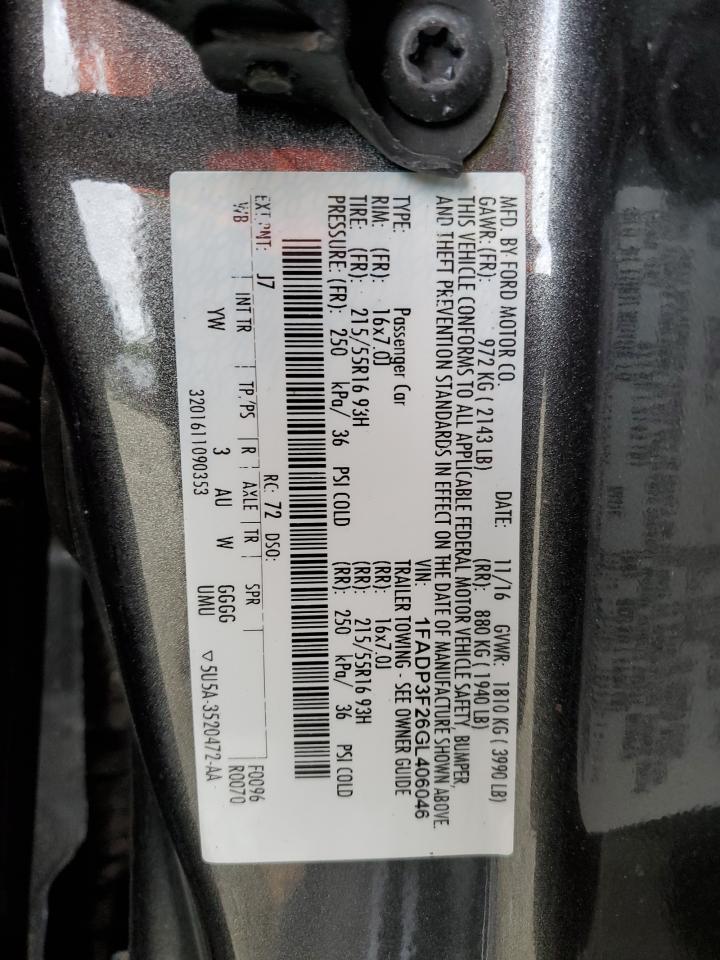 MFD. BY FORD MOTOR CO. DATE: 11/16 GVWR: 1810 KG ( 3990 LB)
GAWR: (FR): 972 KG ( 2143 LB) (RR): 880 KG ( 1940 LB)
THIS VEHICLE CONFORMS TO ALL APPLICABLE FEDERAL MOTOR VEHICLE SAFETY, BUMPER,
AND THEFT PREVENTION STANDARDS IN EFFECT ON THE DATE OF MANUFACTURE SHOWN ABOVE.
VIN: 1FADP3F26GL406046
TYPE: Passenger Car TRAILER TOWING - SEE OWNER GUIDE
RIM: (FR): 16x7.0J (RR): 16x7.0J
TIRE: (FR): 215/55R16 93H (RR): 215/55R16 93H
PRESSURE: (FR): 250 kPa/ 36 PSI COLD (RR): 250 kPa/ 36 PSI COLD
EXT PNT: J7 RC: 72 DSO: F0096
WB INT TR TP/PS R AXLE TR SPR R0070
YW 3 AU W GGGG
3201611090353 UMU ▽5U5A-3520472-AA